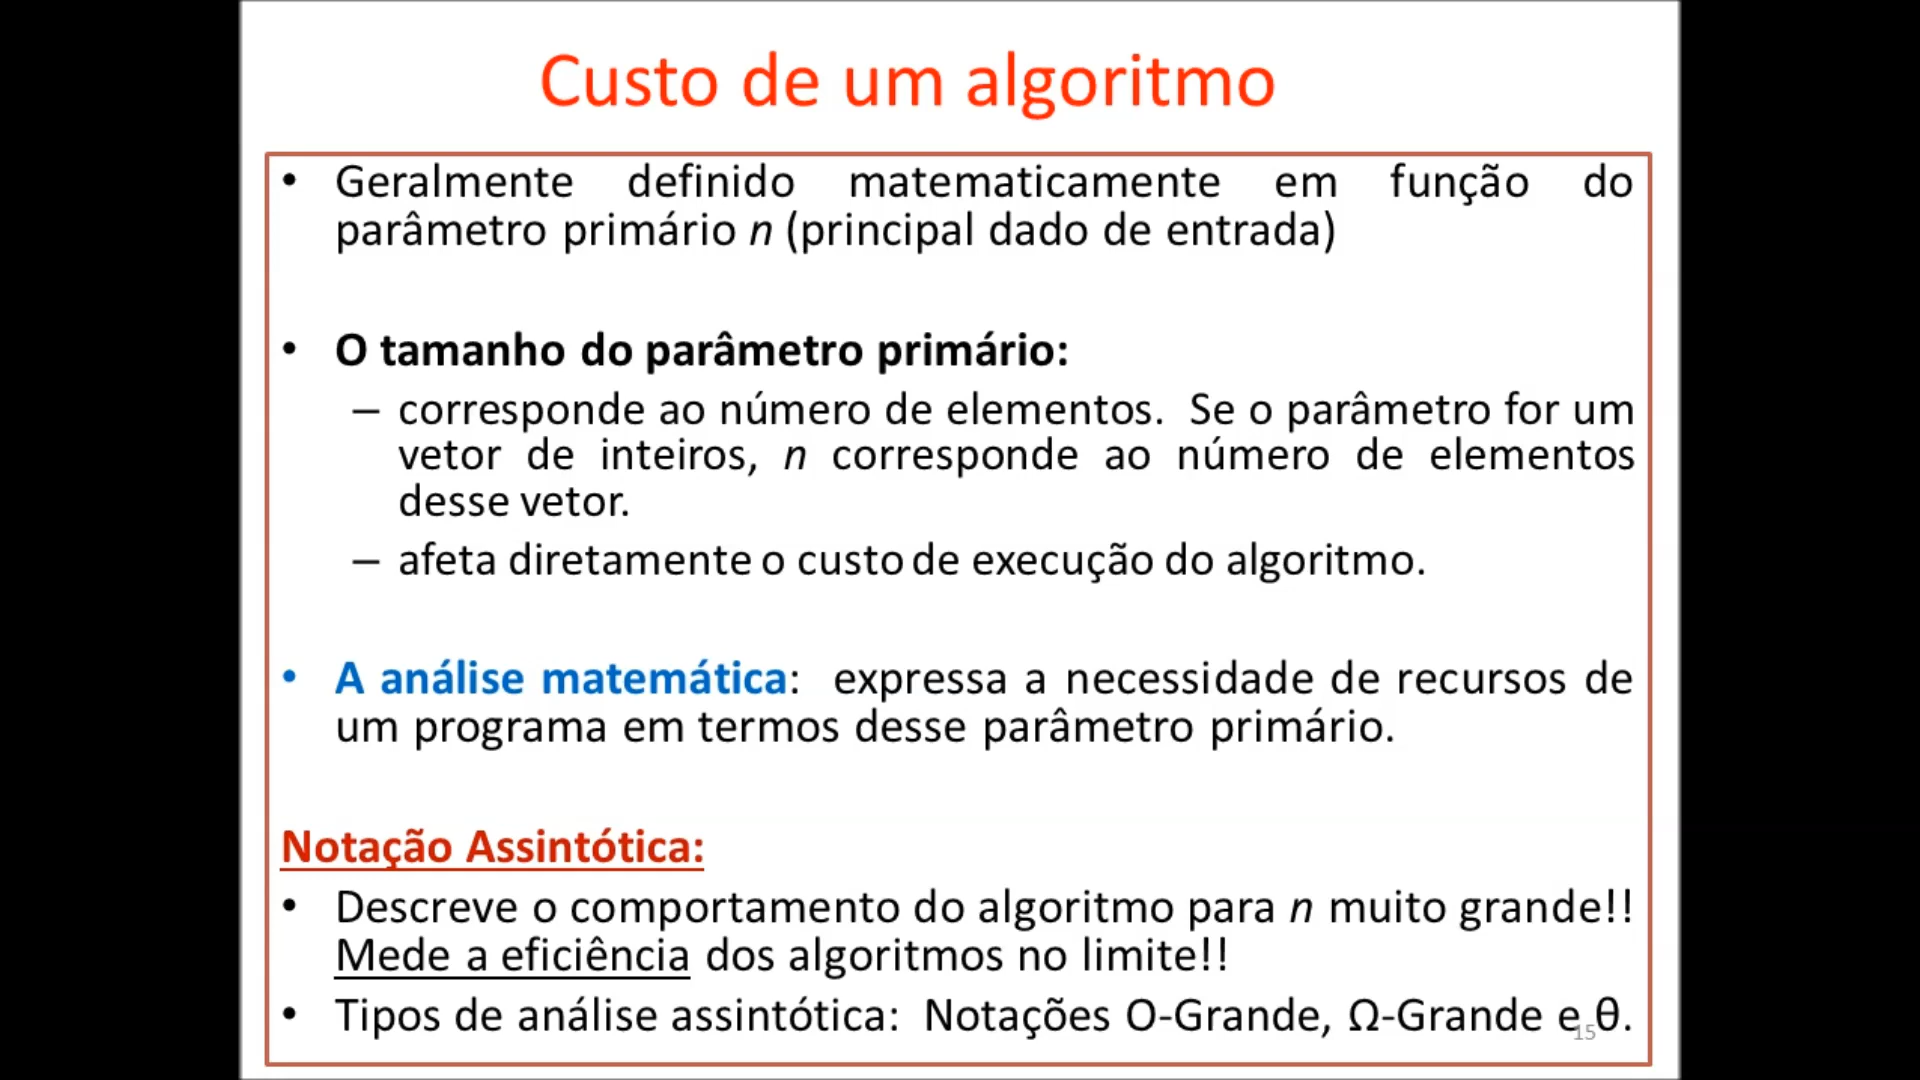 Custo de um algoritmo
• Geralmente definido matematicamente em função do
parâmetro primário n (principal dado de entrada)
• O tamanho do parâmetro primário:
– corresponde ao número de elementos. Se o parâmetro for um
vetor de inteiros, n corresponde ao número de elementos
desse vetor.
– afeta diretamente o custo de execução do algoritmo.
• A análise matemática: expressa a necessidade de recursos de
um programa em termos desse parâmetro primário.
Notação Assintótica:
• Descreve o comportamento do algoritmo para n muito grande!!
Mede a eficiência dos algoritmos no limite!!
• Tipos de análise assintótica: Notações O-Grande, Ω-Grande e θ.
15